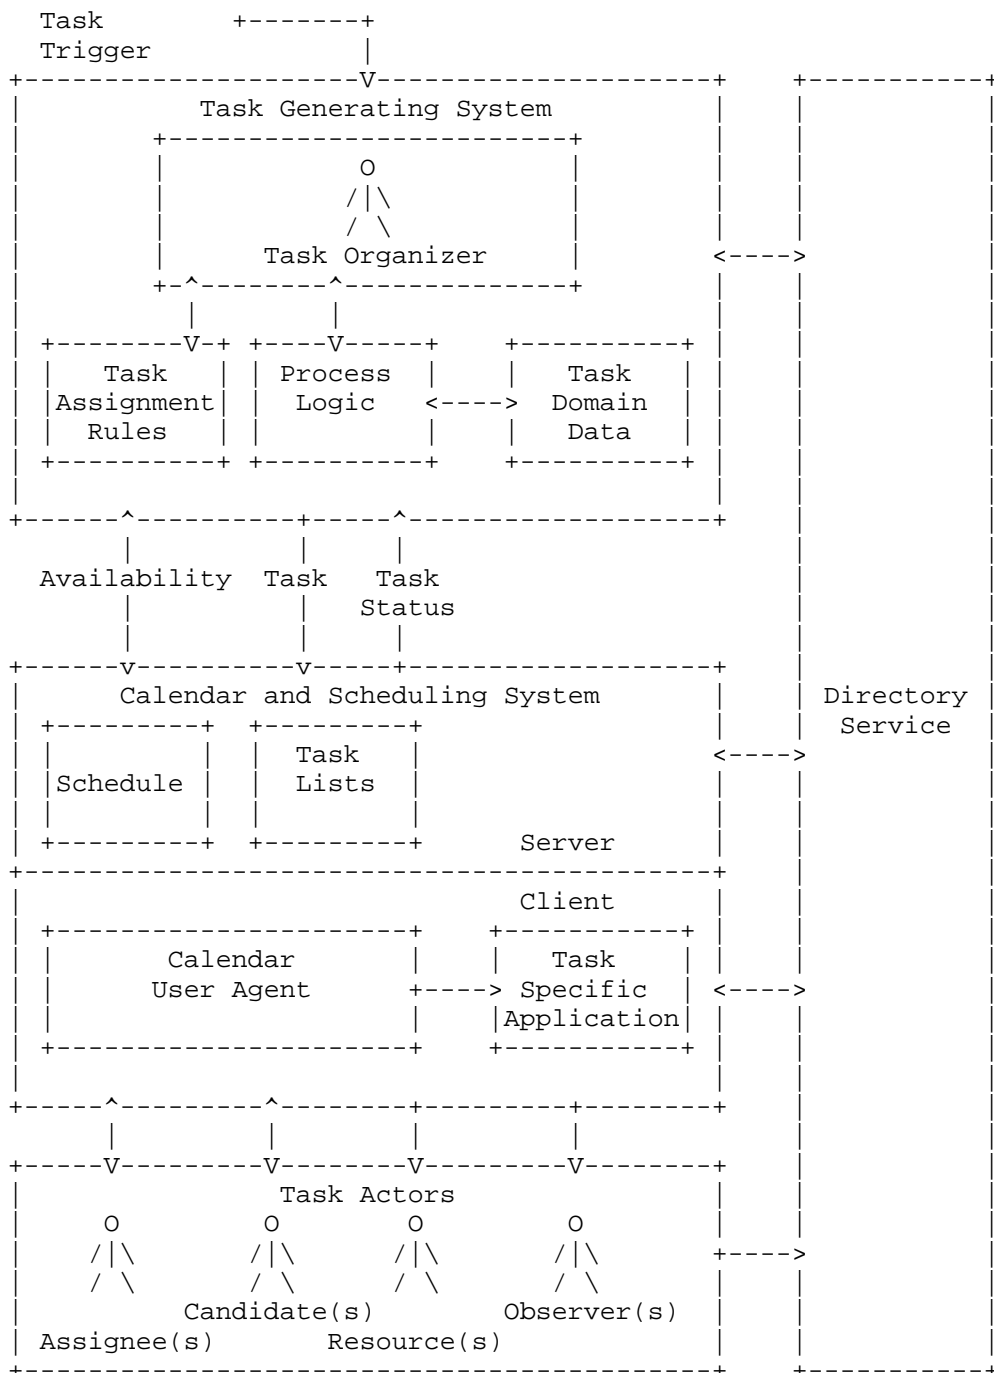 Task
Trigger
Task Generating System
Task Organizer
Task Process Task
Assignment Logic Domain
Rules Data
Availability Task Task
Status
Calendar and Scheduling System Directory
Service
Task
Schedule Lists
Server
Client
Calendar Task
User Agent Specific
Application
Task Actors
Candidate(s) Observer(s)
Assignee(s) Resource(s)